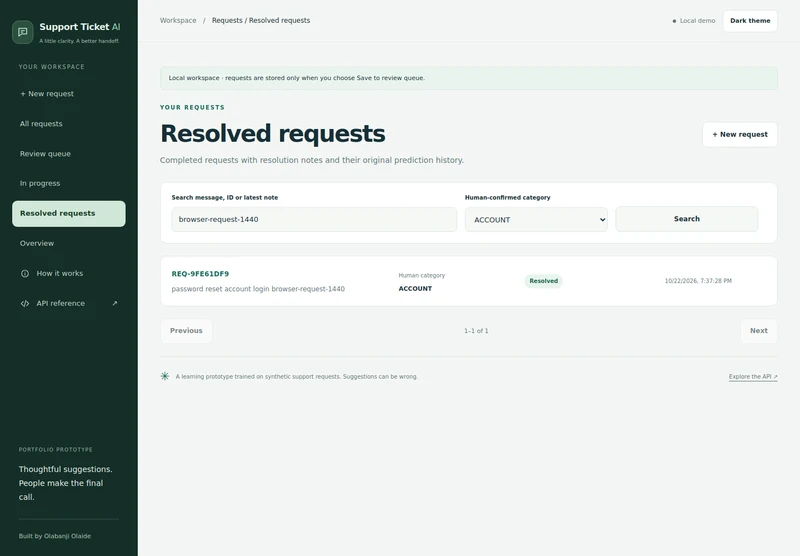 Support Ticket AI
A little clarity. A better handoff.
YOUR WORKSPACE
+ New request
All requests
Review queue
In progress
Resolved requests
Overview
How it works
API reference ↗
PORTFOLIO PROTOTYPE
Thoughtful suggestions.
People make the final
call.
Built by Olabanji Olaide
Workspace / Requests / Resolved requests
Local demo
Dark theme
Local workspace · requests are stored only when you choose Save to review queue.
YOUR REQUESTS
Resolved requests
+ New request
Completed requests with resolution notes and their original prediction history.
Search message, ID or latest note
Human-confirmed category
browser-request-1440
ACCOUNT
Search
REQ-9FE61DF9
password reset account login browser-request-1440
Human category
ACCOUNT
Resolved
10/22/2026, 7:37:28 PM
Previous
1–1 of 1
Next
A learning prototype trained on synthetic support requests. Suggestions can be wrong.
Explore the API ↗